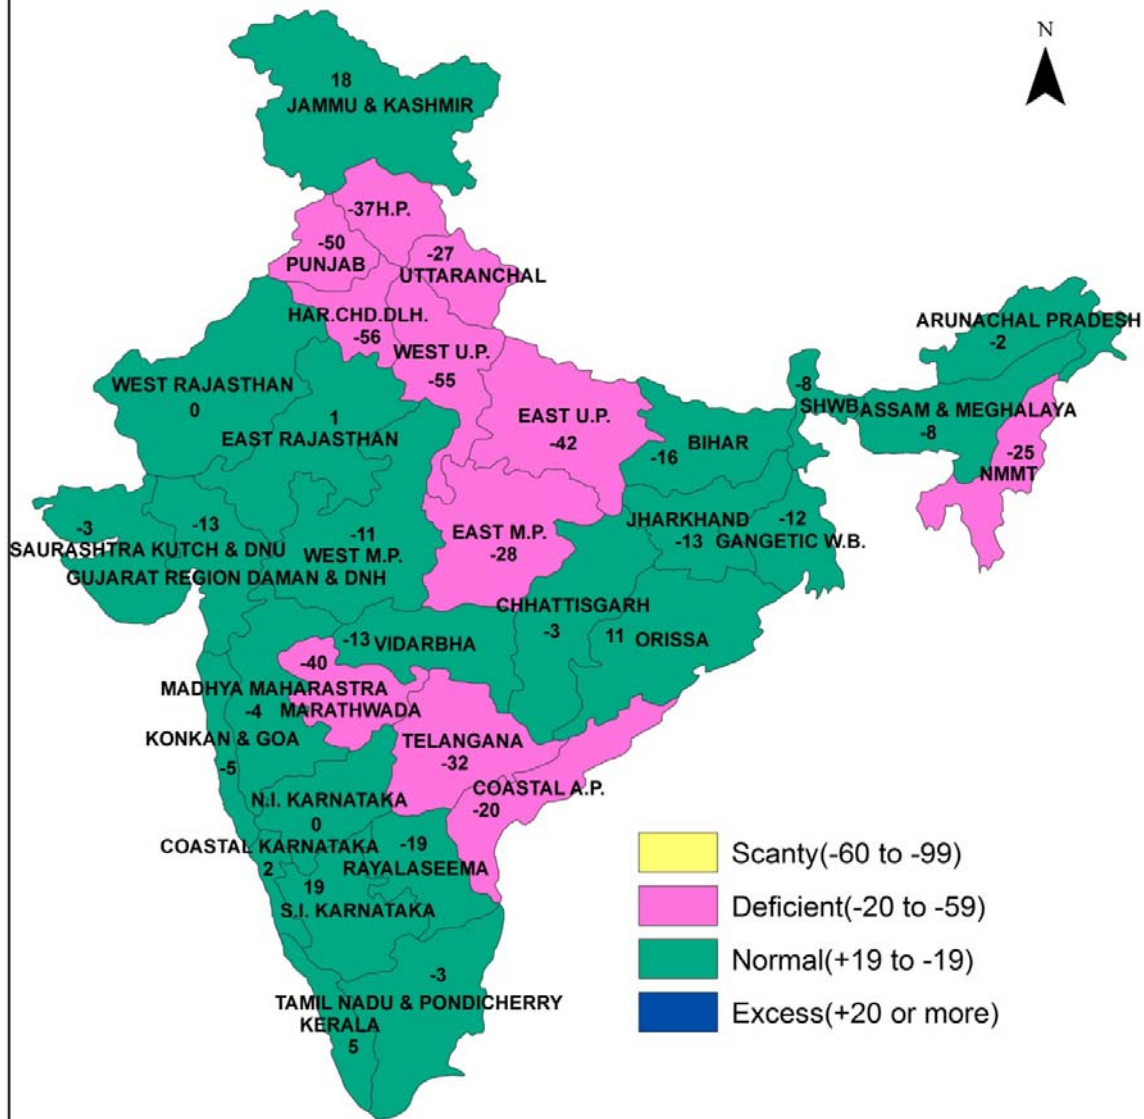 N
18
JAMMU & KASHMIR
-37H.P.
-50
PUNJAB
-27
UTTARANCHAL
HAR.CHD.DLH.
-56
WEST U.P.
-55
ARUNACHAL PRADESH
-2
WEST RAJASTHAN
0
1
EAST RAJASTHAN
EAST U.P.
-42
BIHAR
-16
-8
SHWB
ASSAM & MEGHALAYA
-8
-25
NMMT
-3
SAURASHTRA KUTCH & DNU
-13
GUJARAT REGION DAMAN & DNH
-11
WEST M.P.
EAST M.P.
-28
JHARKHAND
-13
-12
GANGETIC W.B.
CHHATTISGARH
-3
11 ORISSA
-13 VIDARBHA
-40
MADHYA MAHARASTRA
-4
MARATHWADA
KONKAN & GOA
-5
TELANGANA
-32
COASTAL A.P.
-20
N.I. KARNATAKA
0
COASTAL KARNATAKA
2
-19
RAYALASEEMA
19
S.I. KARNATAKA
-3
TAMIL NADU & PONDICHERRY
KERALA
5
Scanty(-60 to -99)
Deficient(-20 to -59)
Normal(+19 to -19)
Excess(+20 or more)